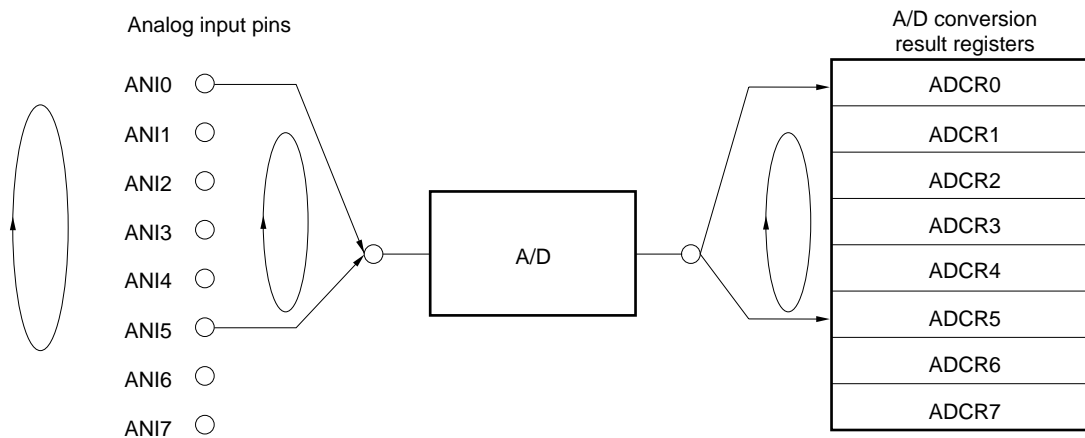 Analog input pins
ANI0
ANI1
ANI2
ANI3
ANI4
ANI5
ANI6
ANI7
A/D
A/D conversion
result registers
ADCR0
ADCR1
ADCR2
ADCR3
ADCR4
ADCR5
ADCR6
ADCR7